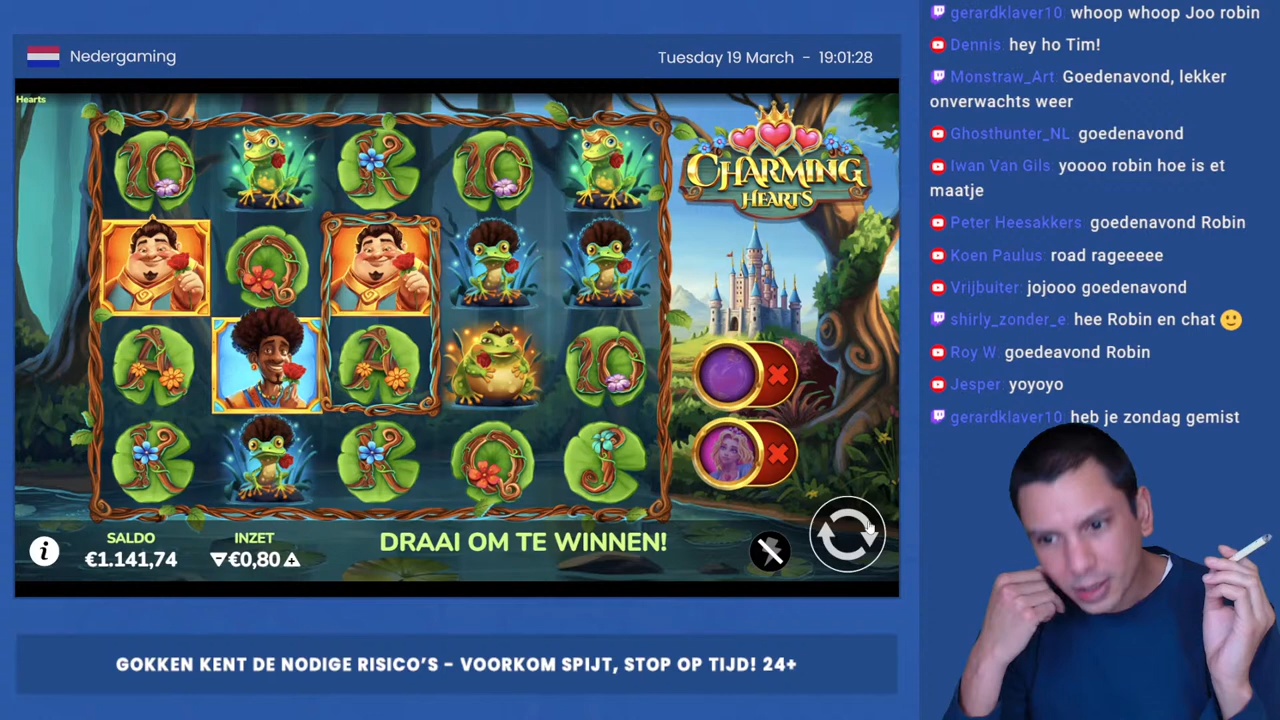 Nedergaming
Tuesday 19 March - 19:01:28
Hearts
10
K
10
CHARMING
HEARTS
Q
A
A
10
K
K
Q
J
SALDO
€1.141,74
INZET
€0,80
DRAAI OM TE WINNEN!
GOKKEN KENT DE NODIGE RISICO'S - VOORKOM SPIJT, STOP OP TIJD! 24+
gerardklaver10: whoop whoop Joo robin
Dennis: hey ho Tim!
Monstraw_Art: Goedenavond, lekker
onverwachts weer
Ghosthunter_NL: goedenavond
Iwan Van Gils: yoooo robin hoe is et
maatje
Peter Heesakkers: goedenavond Robin
Koen Paulus: road rageeeee
Vrijbuiter: jojooo goedenavond
shirly_zonder_e: hee Robin en chat 🙂
Roy W: goedeavond Robin
Jesper: yoyoyo
gerardklaver10: heb je zondag gemist